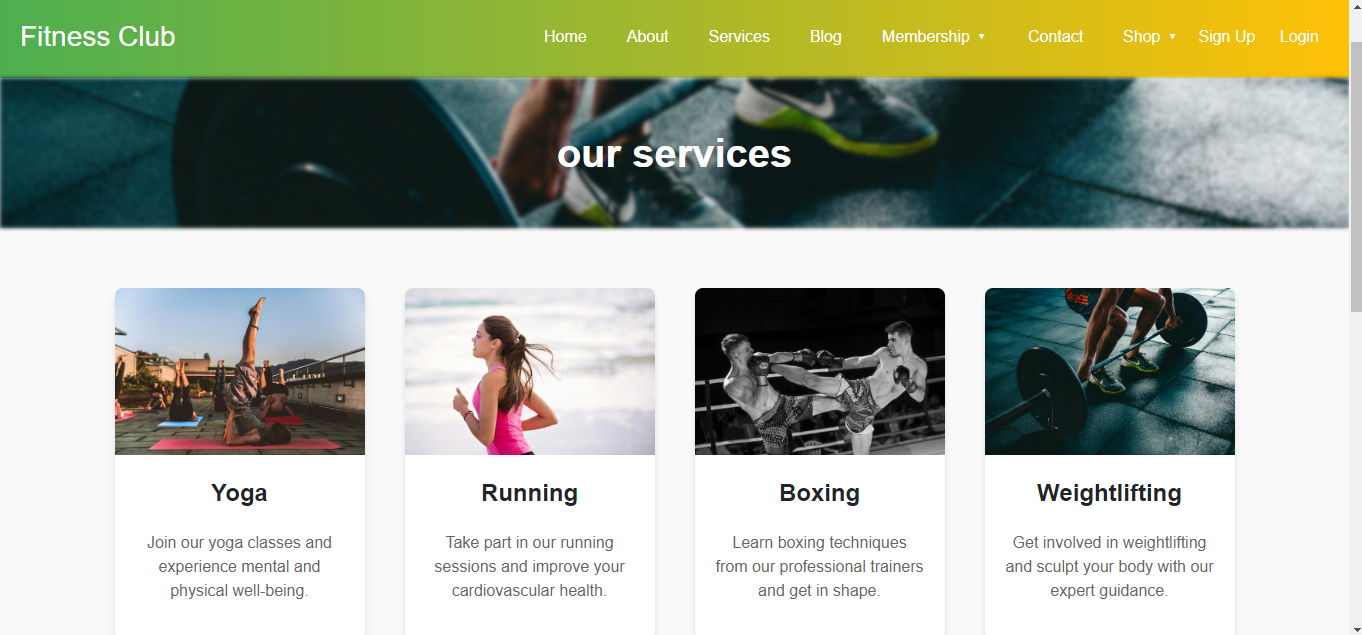 Fitness Club
Home About Services Blog Membership Contact Shop Sign Up Login
our services
Yoga
Join our yoga classes and
experience mental and
physical well-being.
Running
Take part in our running
sessions and improve your
cardiovascular health.
Boxing
Learn boxing techniques
from our professional trainers
and get in shape.
Weightlifting
Get involved in weightlifting
and sculpt your body with our
expert guidance.